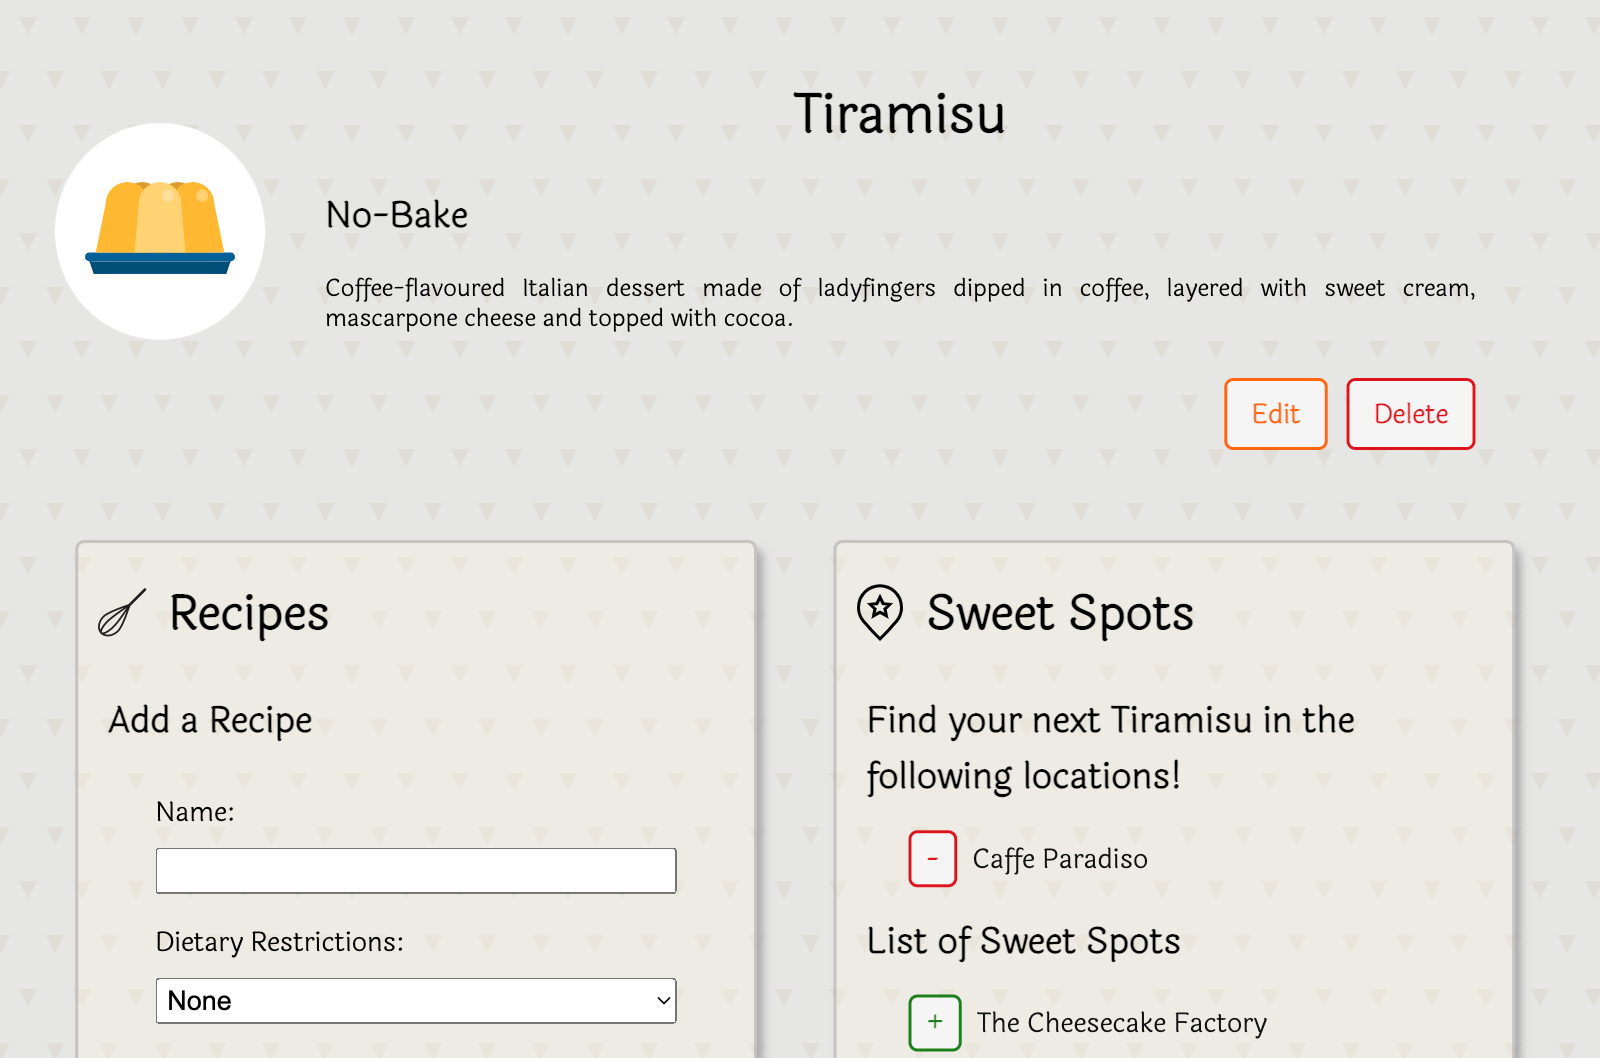 Tiramisu
No-Bake
Coffee-flavoured Italian dessert made of ladyfingers dipped in coffee, layered with sweet cream,
mascarpone cheese and topped with cocoa.
Edit
Delete
Recipes
Add a Recipe
Name:
Dietary Restrictions:
None
Sweet Spots
Find your next Tiramisu in the
following locations!
- Caffe Paradiso
List of Sweet Spots
+ The Cheesecake Factory